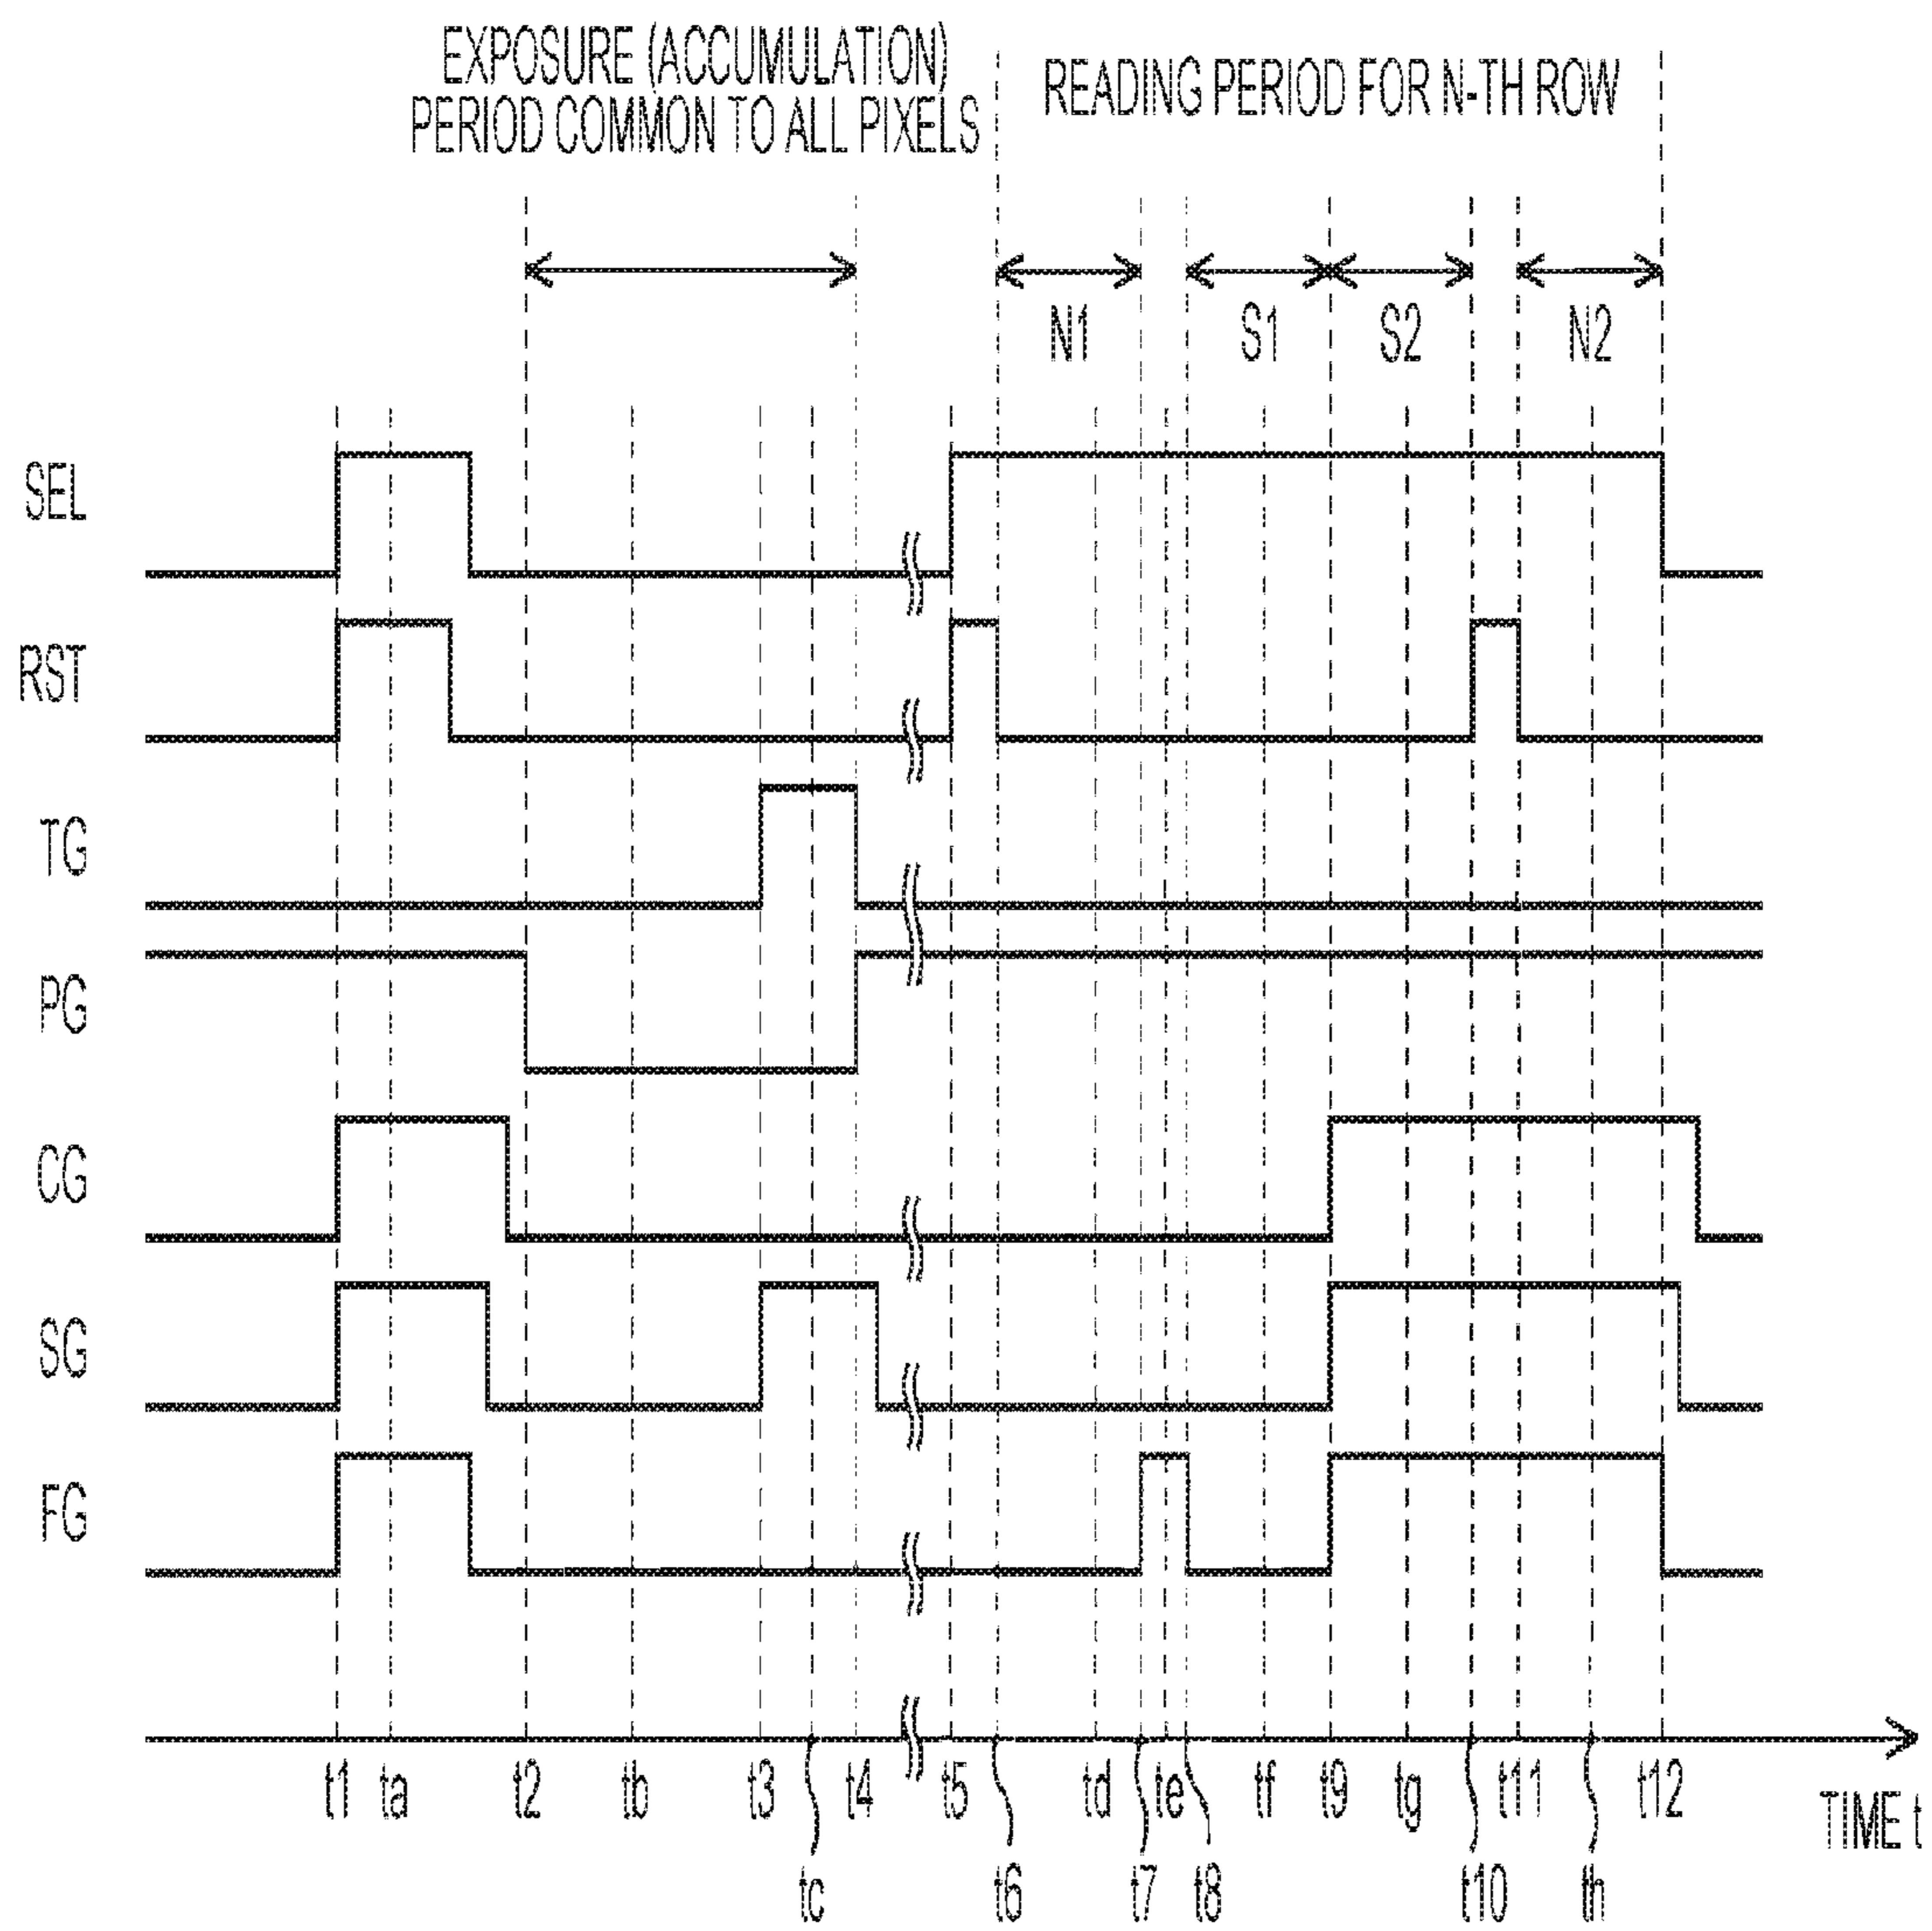 EXPOSURE (ACCUMULATION)
PERIOD COMMON TO ALL PIXELS
READING PERIOD FOR N-TH ROW
N1
S1
S2
N2
SEL
RST
TG
PG
CG
SG
FG
t1
ta
t2
tb
t3
t4
t5
td
te
tf
t9
tg
t11
t12
TIME t
tc
t6
t7
t8
t10
th